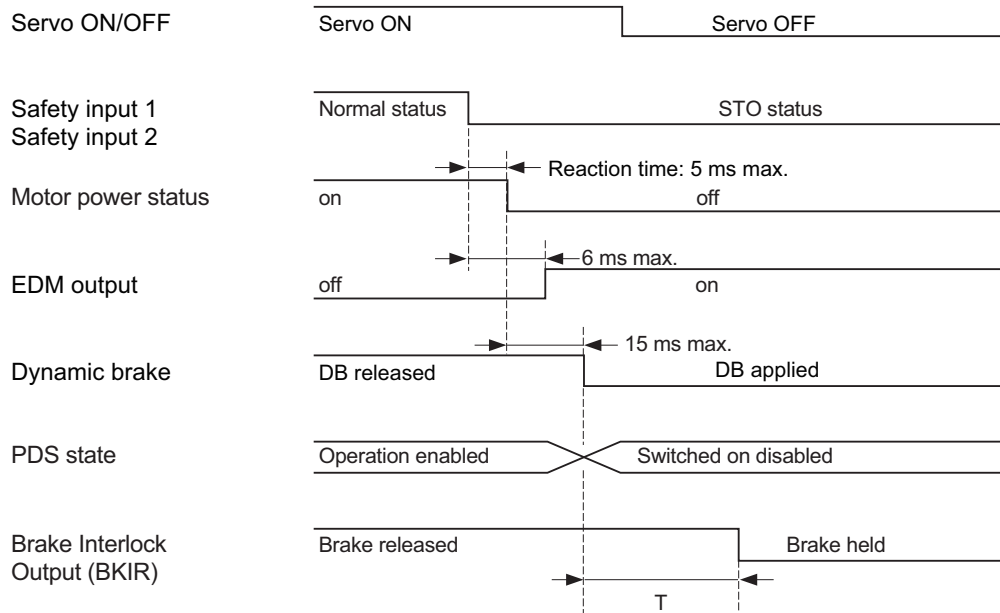 Servo ON/OFF
Servo ON
Servo OFF
Safety input 1
Safety input 2
Normal status
STO status
Reaction time: 5 ms max.
Motor power status
on
off
6 ms max.
EDM output
off
on
15 ms max.
Dynamic brake
DB released
DB applied
PDS state
Operation enabled
Switched on disabled
Brake Interlock
Output (BKIR)
Brake released
Brake held
T